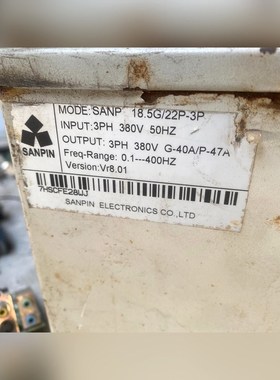 MODE:SANP 18.5G/22P-3P
INPUT:3PH 380V 50HZ
OUTPUT: 3PH 380V G-40A/P-47A
Freq-Range: 0.1---400HZ
Version:Vr8.01
SANPIN
7HSCFE28UJ
SANPIN ELECTRONICS CO.,LTD